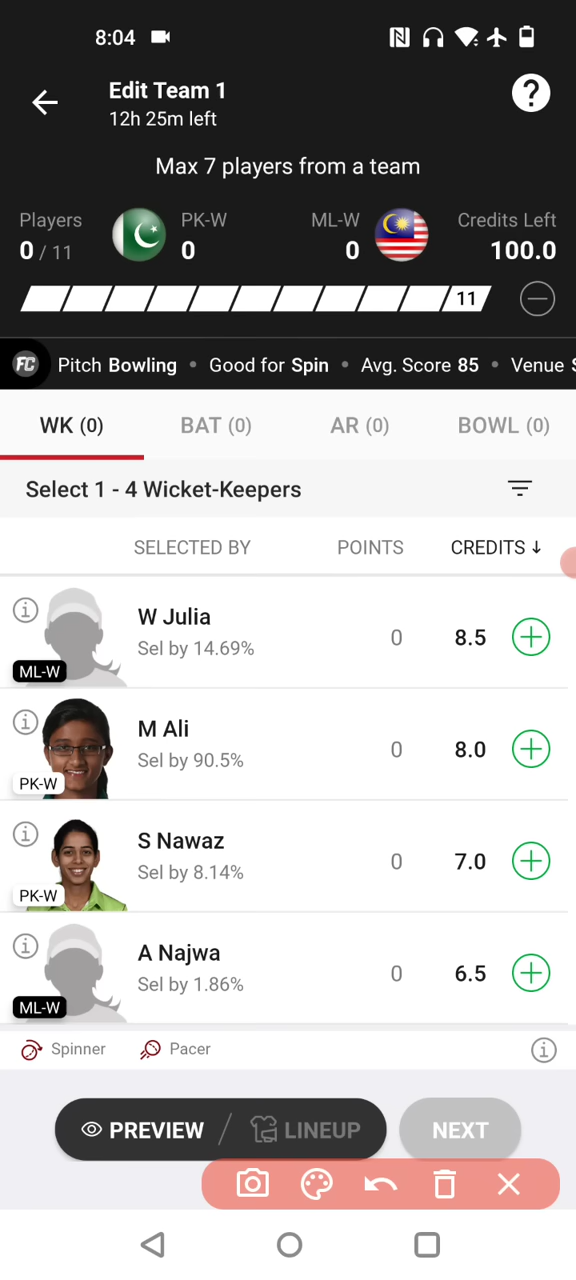 8:04
Edit Team 1
12h 25m left
Max 7 players from a team
Players PK-W ML-W Credits Left
0 / 11 0 0 100.0
11
FC Pitch Bowling • Good for Spin • Avg. Score 85 • Venue S
WK (0) BAT (0) AR (0) BOWL (0)
Select 1 - 4 Wicket-Keepers
SELECTED BY POINTS CREDITS ↓
W Julia
Sel by 14.69% 0 8.5
ML-W
M Ali
Sel by 90.5% 0 8.0
PK-W
S Nawaz
Sel by 8.14% 0 7.0
PK-W
A Najwa
Sel by 1.86% 0 6.5
ML-W
Spinner Pacer
PREVIEW / LINEUP NEXT